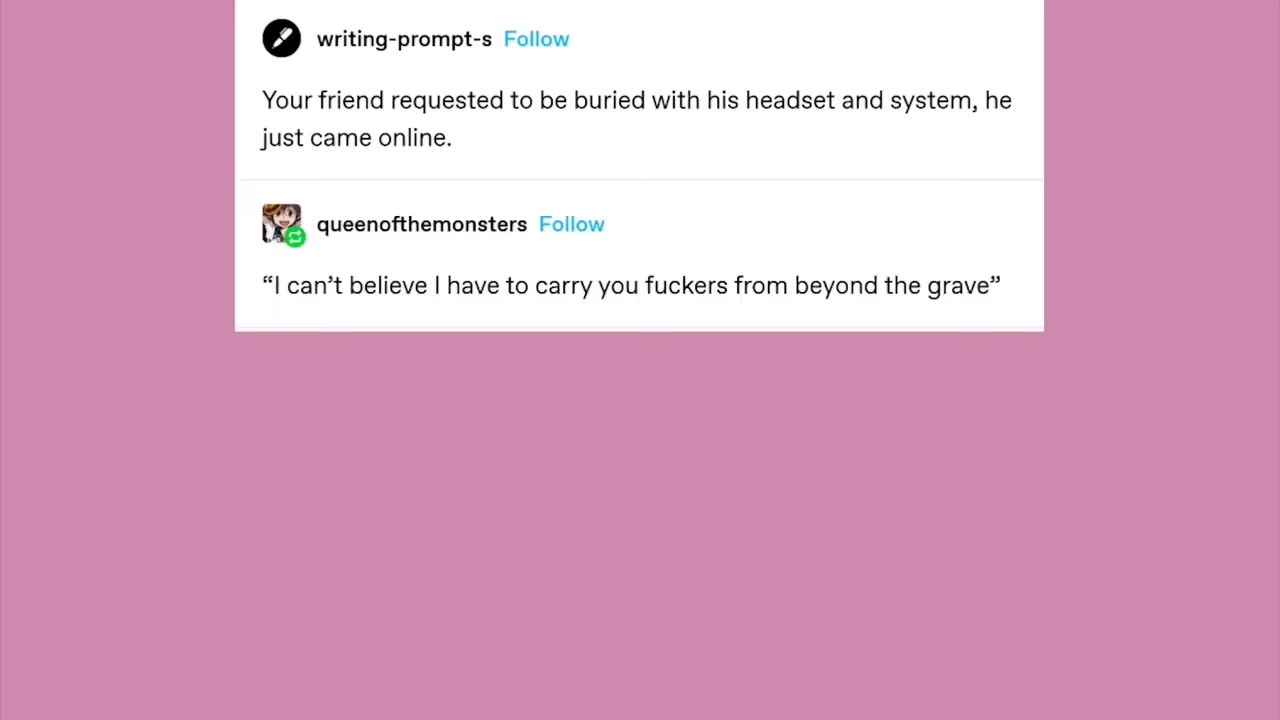 writing-prompt-s Follow
Your friend requested to be buried with his headset and system, he
just came online.
queenofthemonsters Follow
“I can’t believe I have to carry you fuckers from beyond the grave”